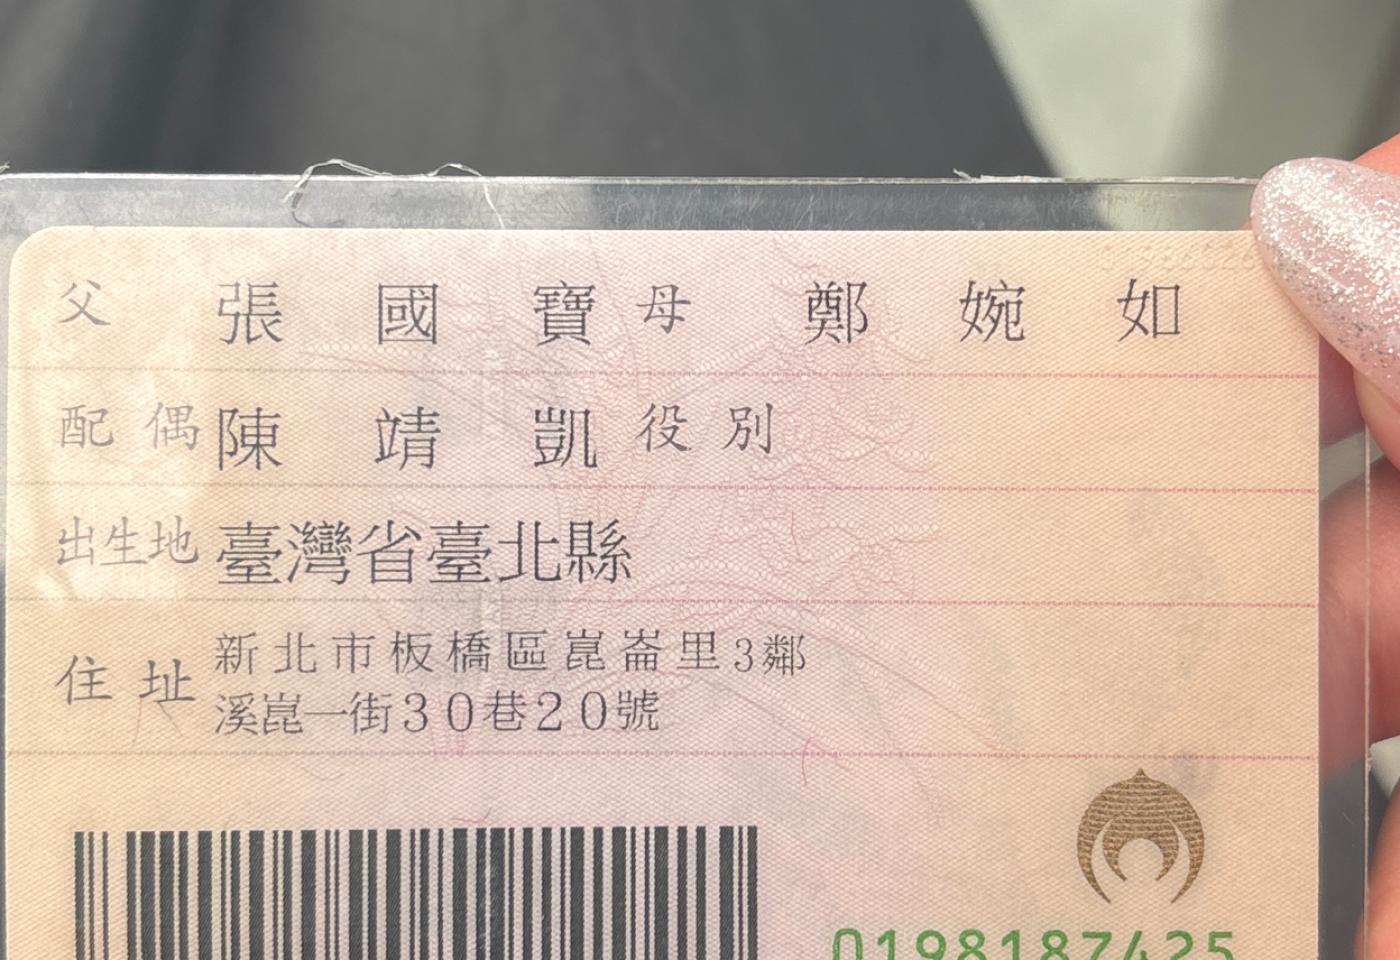 父 張國寶 母 鄭婉如
配偶 陳靖凱 役別
出生地 臺灣省臺北縣
住址 新北市板橋區崑崙里3鄰
溪崑一街30巷20號
0198187425